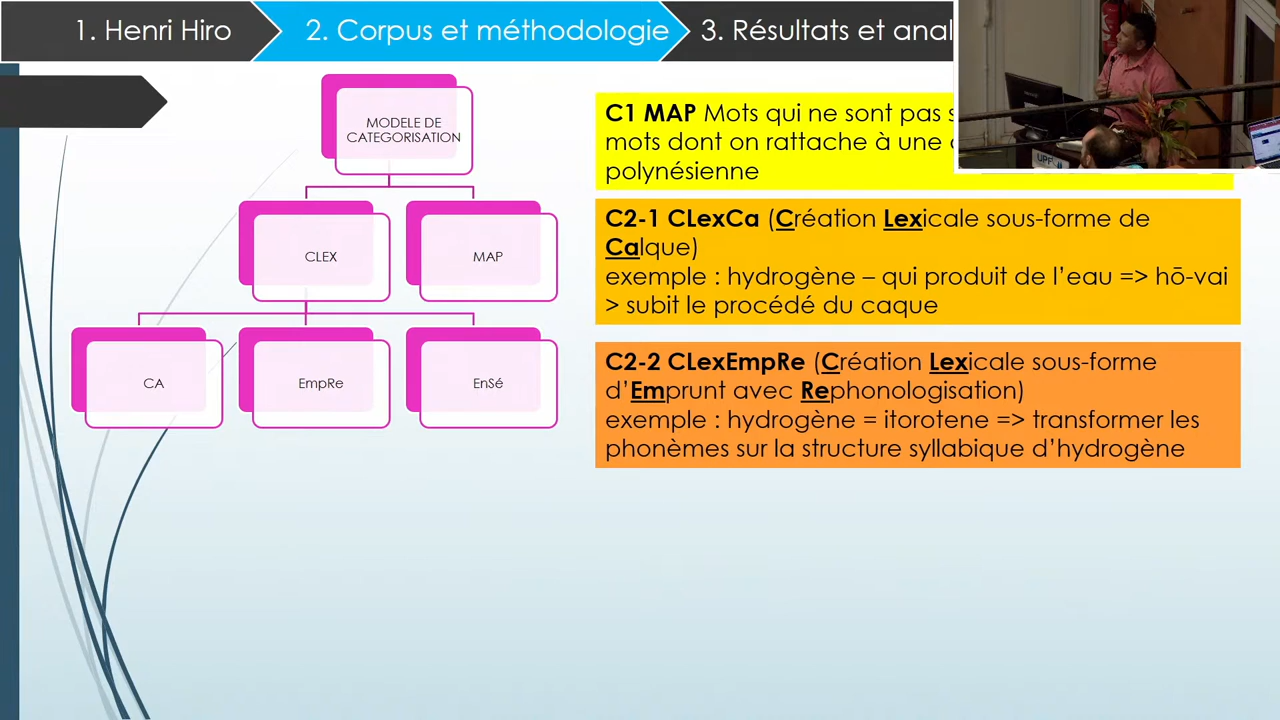 1. Henri Hiro
2. Corpus et méthodologie
3. Résultats et anal
MODELE DE
CATEGORISATION
CLEX
MAP
CA
EmpRe
EnSé
C1 MAP Mots qui ne sont pas
mots dont on rattache à une
polynésienne
C2-1 CLexCa (Création Lexicale sous-forme de
Calque)
exemple : hydrogène – qui produit de l’eau => hō-vai
> subit le procédé du caque
C2-2 CLexEmpRe (Création Lexicale sous-forme
d’Emprunt avec Rephonologisation)
exemple : hydrogène = itorotene => transformer les
phonèmes sur la structure syllabique d’hydrogène
UPF